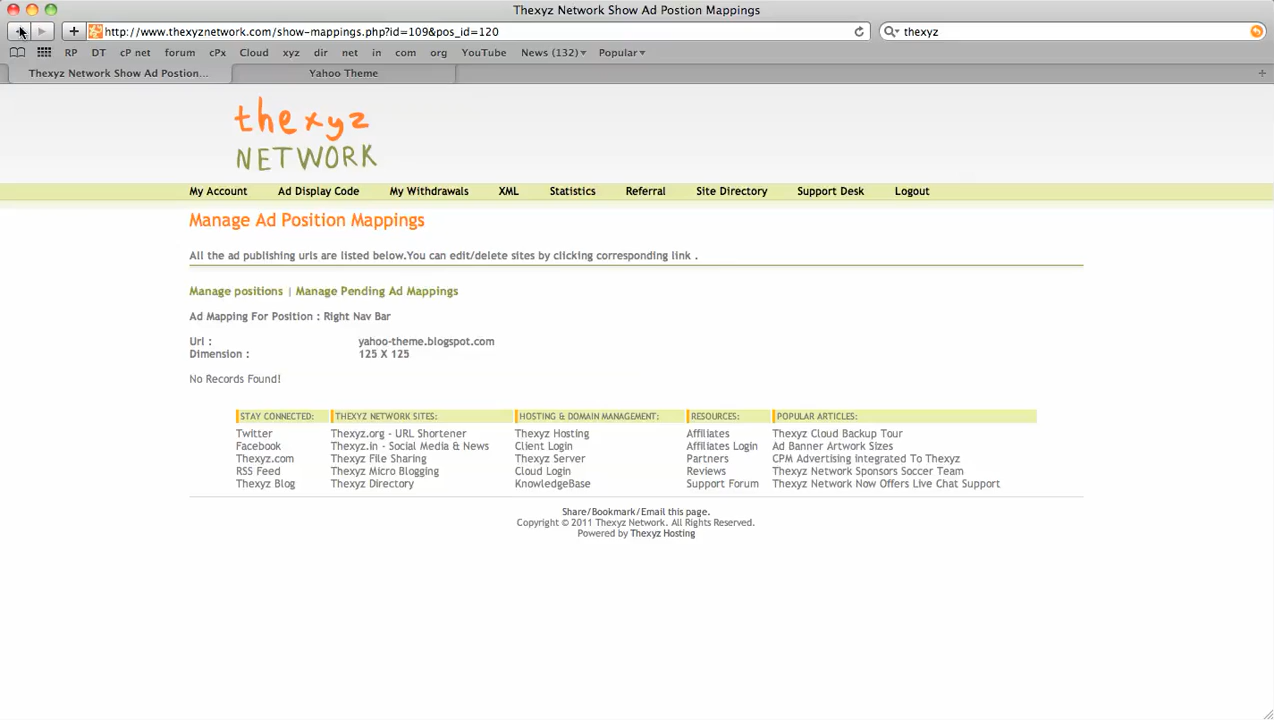 Thexyz Network Show Ad Postion Mappings
http://www.thexyznetwork.com/show-mappings.php?id=109&pos_id=120
thexyz
RP DT cP net forum cPx Cloud xyz dir net in com org YouTube News (132) Popular
Thexyz Network Show Ad Postion... Yahoo Theme
thexyz
NETWORK
My Account Ad Display Code My Withdrawals XML Statistics Referral Site Directory Support Desk Logout
Manage Ad Position Mappings
All the ad publishing urls are listed below.You can edit/delete sites by clicking corresponding link .
Manage positions | Manage Pending Ad Mappings
Ad Mapping For Position : Right Nav Bar
Url : yahoo-theme.blogspot.com
Dimension : 125 X 125
No Records Found!
STAY CONNECTED: THEXYZ NETWORK SITES: HOSTING & DOMAIN MANAGEMENT: RESOURCES: POPULAR ARTICLES:
Twitter Thexyz.org - URL Shortener Thexyz Hosting Affiliates Thexyz Cloud Backup Tour
Facebook Thexyz.in - Social Media & News Client Login Affiliates Login Ad Banner Artwork Sizes
Thexyz.com Thexyz File Sharing Thexyz Server Partners CPM Advertising integrated To Thexyz
RSS Feed Thexyz Micro Blogging Cloud Login Reviews Thexyz Network Sponsors Soccer Team
Thexyz Blog Thexyz Directory KnowledgeBase Support Forum Thexyz Network Now Offers Live Chat Support
Share/Bookmark/Email this page.
Copyright © 2011 Thexyz Network. All Rights Reserved.
Powered by Thexyz Hosting